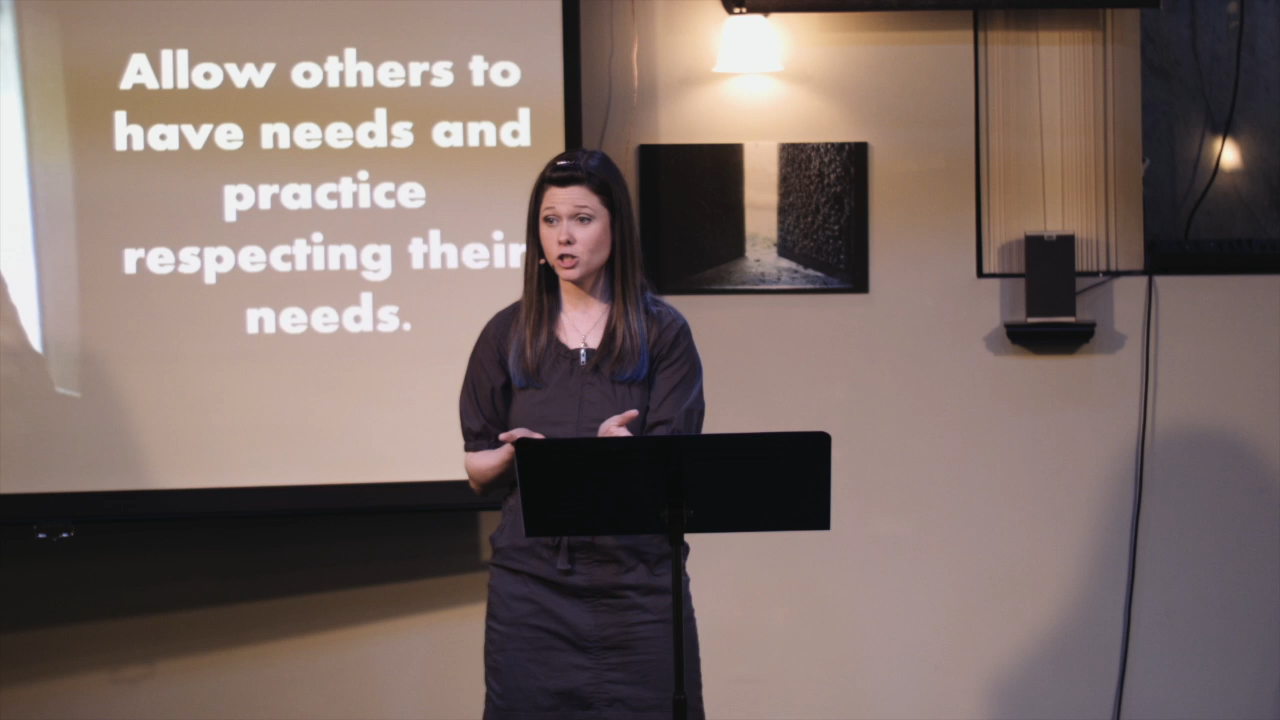 Allow others to
have needs and
practice
respecting their
needs.